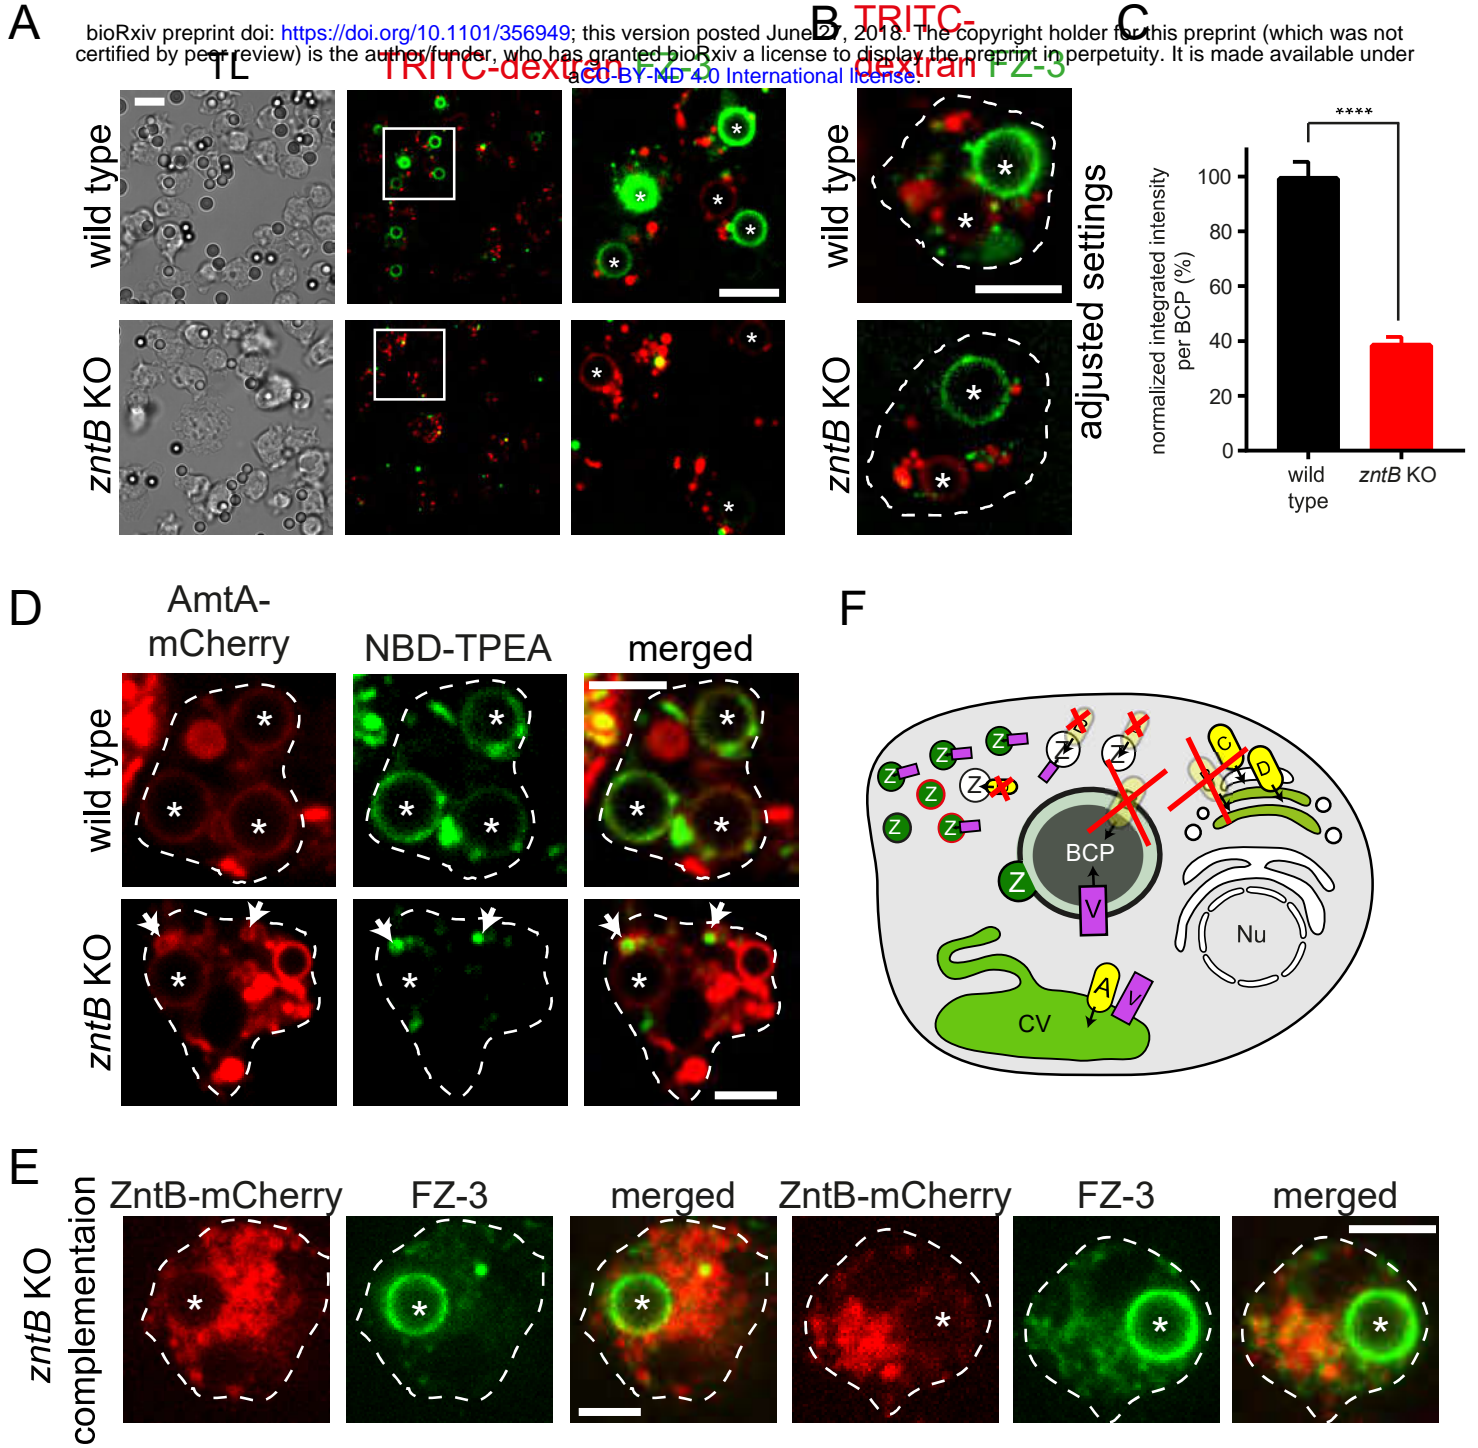 A
B
C
bioRxiv preprint doi: https://doi.org/10.1101/356949; this version posted June 27, 2018. The copyright holder for this preprint (which was not
certified by peer review) is the author/funder, who has granted bioRxiv a license to display the preprint in perpetuity. It is made available under
aCC-BY-ND 4.0 International license.
TL
TRITC-dextran FZ-3
TRITC-
dextran FZ-3
wild type
zntB KO
* * * * *
* * *
wild type
zntB KO
* *
* *
adjusted settings
normalized integrated intensity
per BCP (%)
100
80
60
40
20
0
****
wild
type
zntB KO
D
AmtA-
mCherry
NBD-TPEA
merged
wild type
* * *
* * *
* * *
zntB KO
* * *
F
Z Z Z
Z Z Z
Z Z Z
C
D
BCP
Z
V
Nu
CV
A
V
E
zntB KO
complementation
ZntB-mCherry
FZ-3
merged
ZntB-mCherry
FZ-3
merged
* * * * * *